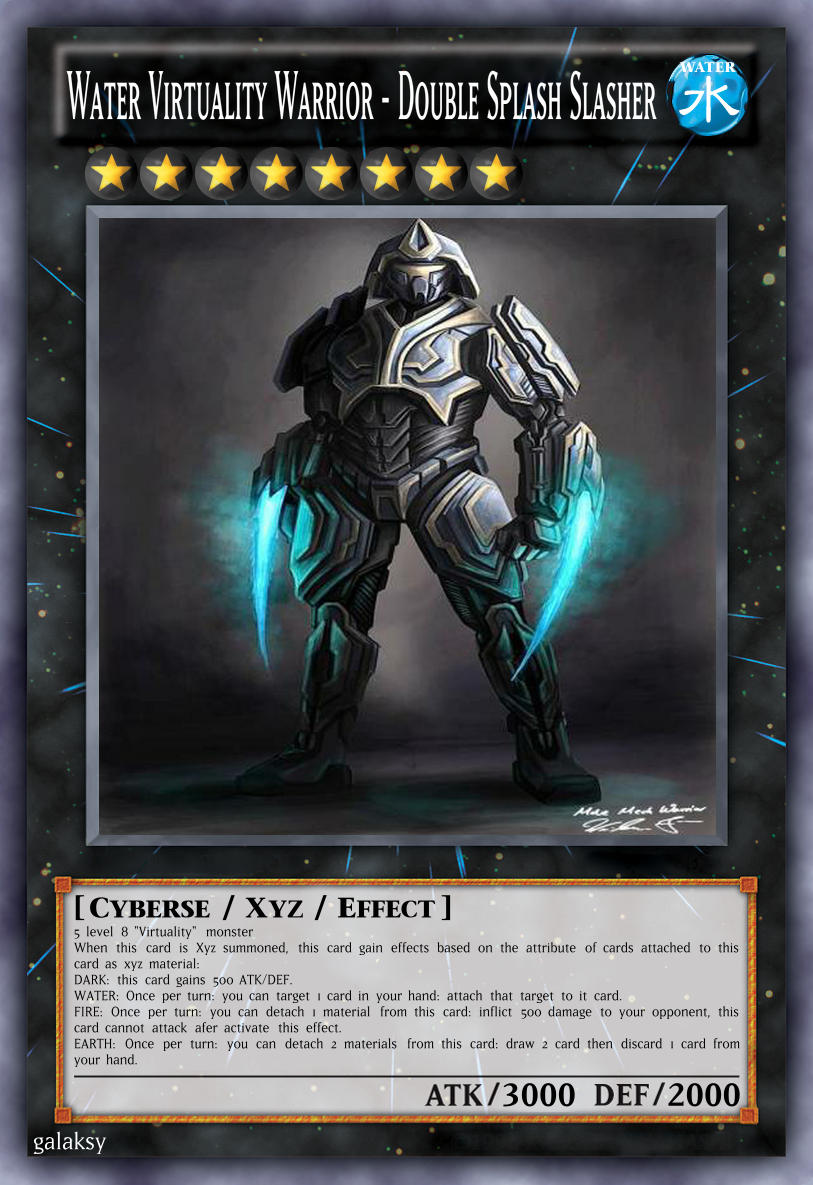 Water Virtuality Warrior - Double Splash Slasher
WATER
水
Male Mech Warrior
[ Cyberse / Xyz / Effect ]
5 level 8 "Virtuality" monster
When this card is Xyz summoned, this card gain effects based on the attribute of cards attached to this
card as xyz material:
DARK: this card gains 500 ATK/DEF.
WATER: Once per turn: you can target 1 card in your hand: attach that target to it card.
FIRE: Once per turn: you can detach 1 material from this card: inflict 500 damage to your opponent, this
card cannot attack afer activate this effect.
EARTH: Once per turn: you can detach 2 materials from this card: draw 2 card then discard 1 card from
your hand.
ATK/3000 DEF/2000
galaksy